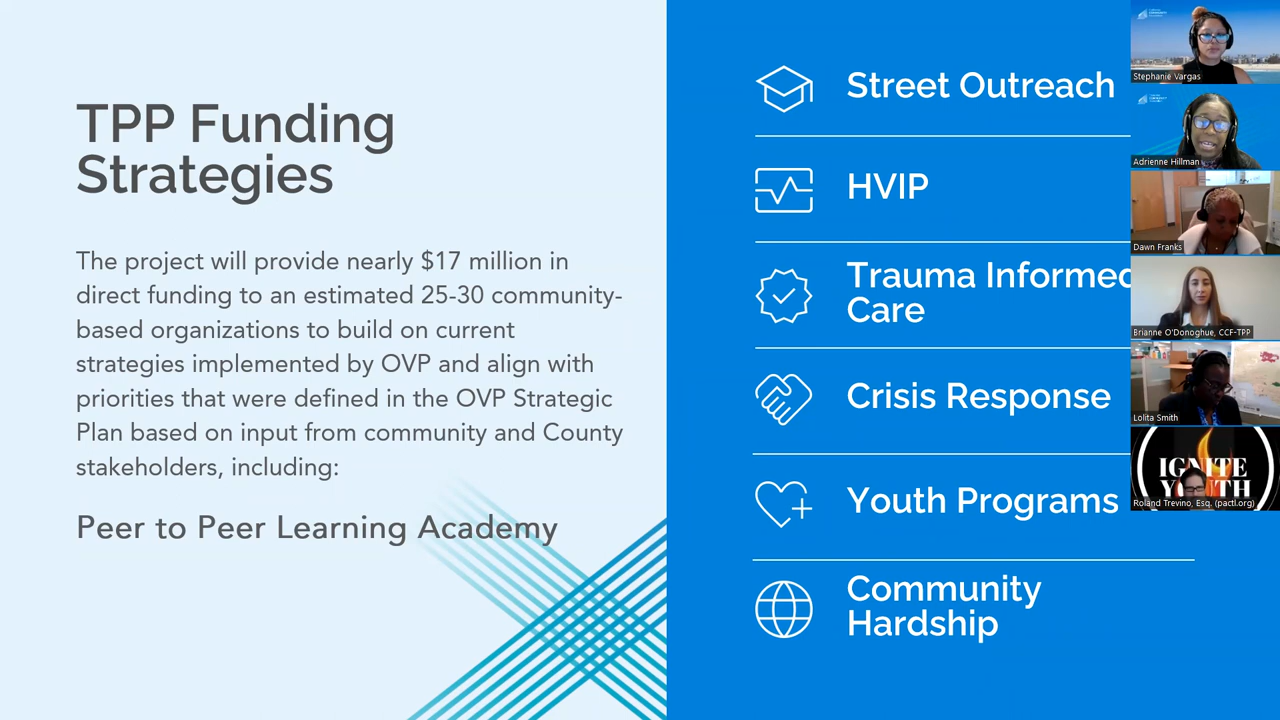 TPP Funding
Strategies
The project will provide nearly $17 million in
direct funding to an estimated 25-30 community-
based organizations to build on current
strategies implemented by OVP and align with
priorities that were defined in the OVP Strategic
Plan based on input from community and County
stakeholders, including:
Peer to Peer Learning Academy
Street Outreach
HVIP
Trauma Informed
Care
Crisis Response
Youth Programs
Community
Hardship
Stephanie Vargas
Adrienne Hillman
Dawn Franks
Brianne O'Donoghue, CCF-TPP
Lolita Smith
IGNITE
YOUTH
Roland Trevino, Esq. (pactl.org)